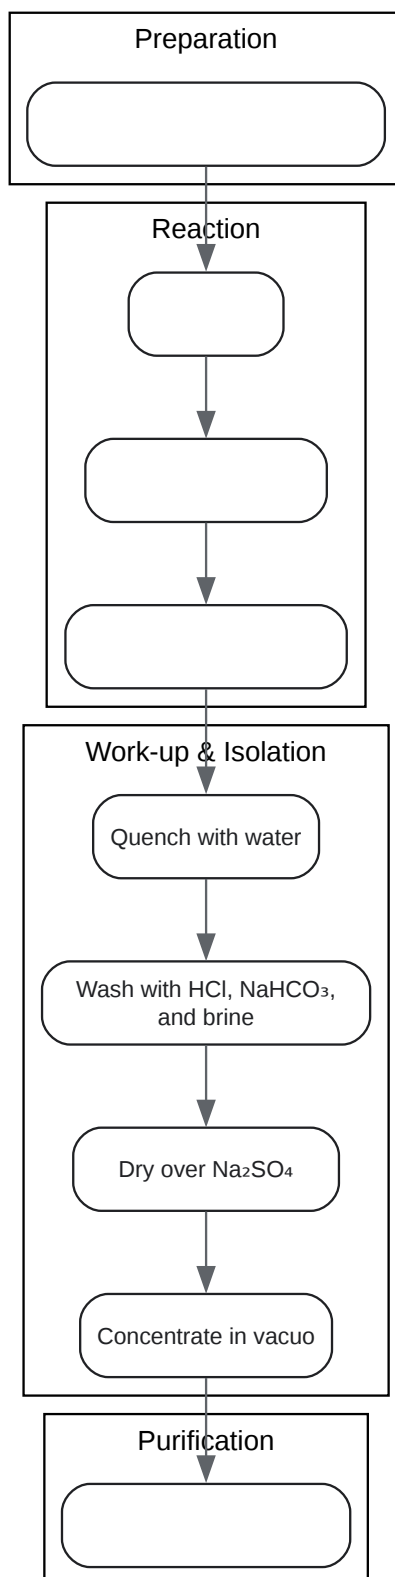 Preparation
Reaction
Work-up & Isolation
Quench with water
Wash with HCl, NaHCO₃,
and brine
Dry over Na₂SO₄
Concentrate in vacuo
Purification